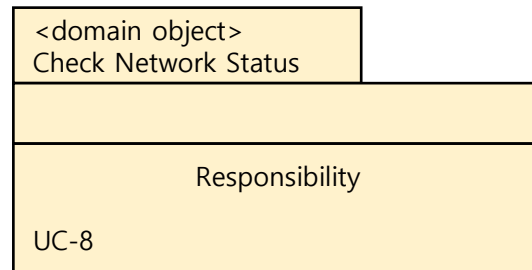 <domain object>
Check Network Status
Responsibility
UC-8